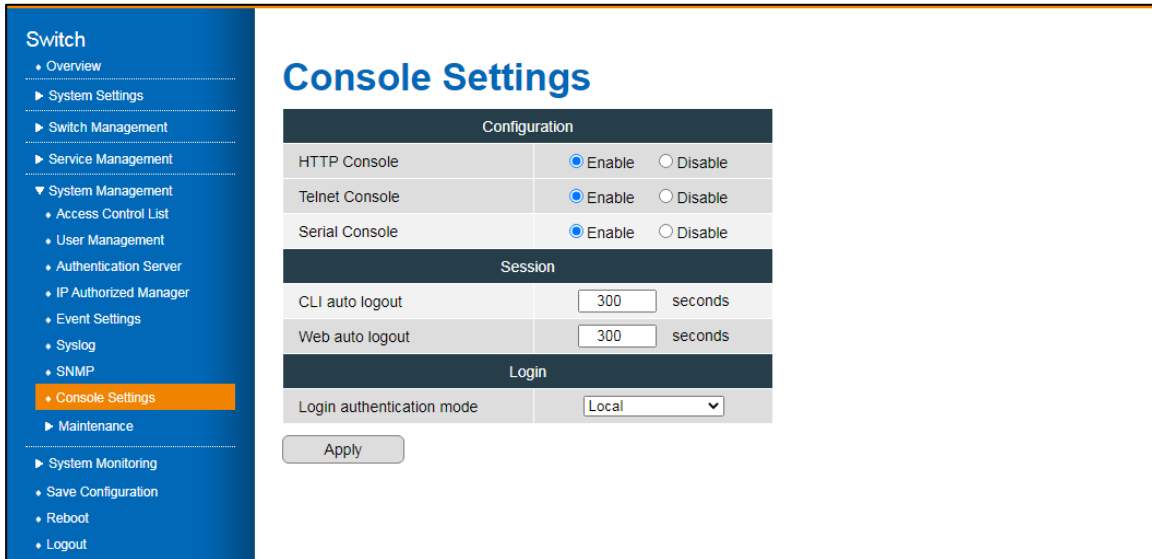 Switch
Overview
System Settings
Switch Management
Service Management
System Management
Access Control List
User Management
Authentication Server
IP Authorized Manager
Event Settings
Syslog
SNMP
Console Settings
Maintenance
System Monitoring
Save Configuration
Reboot
Logout
Console Settings
Configuration
HTTP Console Enable Disable
Telnet Console Enable Disable
Serial Console Enable Disable
Session
CLI auto logout 300 seconds
Web auto logout 300 seconds
Login
Login authentication mode Local
Apply